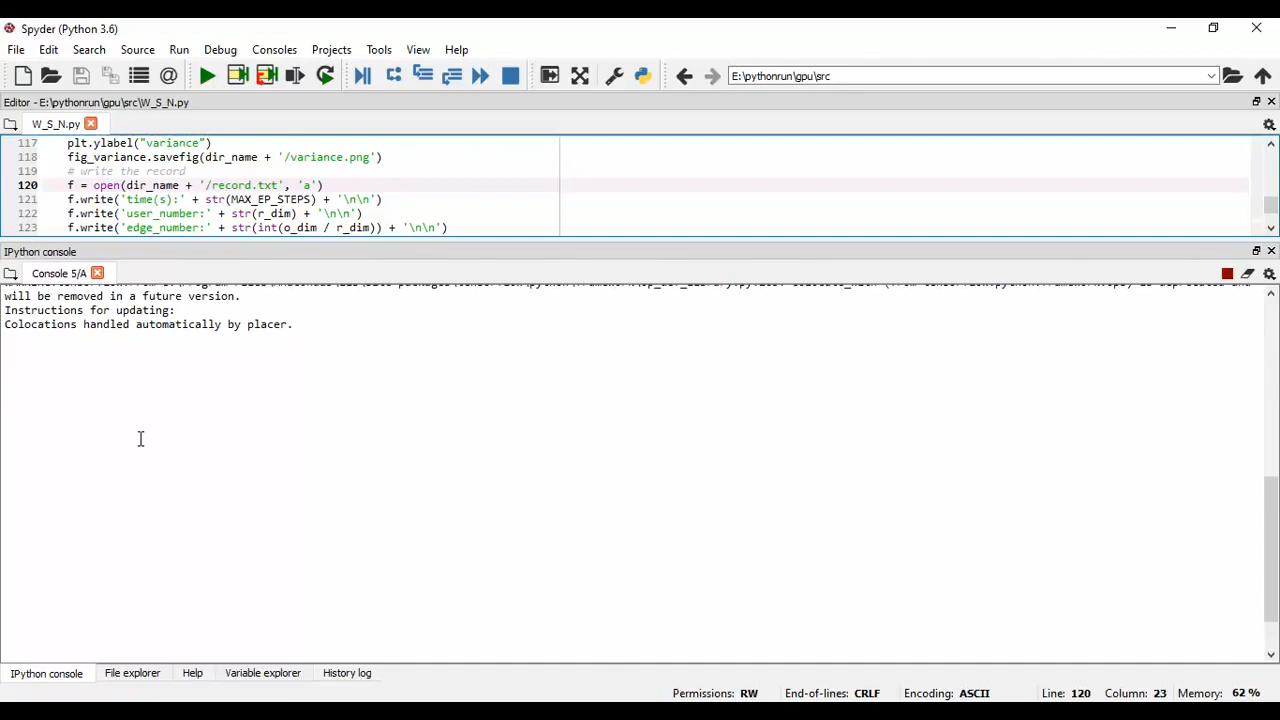 Spyder (Python 3.6)
File Edit Search Source Run Debug Consoles Projects Tools View Help
E:\pythonrun\gpu\src
Editor - E:\pythonrun\gpu\src\W_S_N.py
W_S_N.py
117 plt.ylabel("variance")
118 fig_variance.savefig(dir_name + '/variance.png')
119 # write the record
120 f = open(dir_name + '/record.txt', 'a')
121 f.write('time(s):' + str(MAX_EP_STEPS) + '\n\n')
122 f.write('user_number:' + str(r_dim) + '\n\n')
123 f.write('edge_number:' + str(int(o_dim / r_dim)) + '\n\n')
IPython console
Console 5/A
will be removed in a future version.
Instructions for updating:
Colocations handled automatically by placer.
IPython console File explorer Help Variable explorer History log
Permissions: RW End-of-lines: CRLF Encoding: ASCII Line: 120 Column: 23 Memory: 62 %